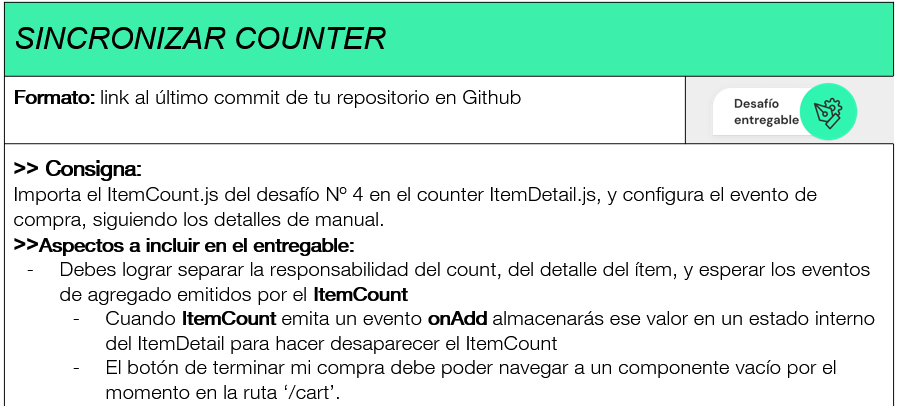 SINCRONIZAR COUNTER
Formato: link al último commit de tu repositorio en Github
Desafío
entregable
>> Consigna:
Importa el ItemCount.js del desafío Nº 4 en el counter ItemDetail.js, y configura el evento de
compra, siguiendo los detalles de manual.
>>Aspectos a incluir en el entregable:
- Debes lograr separar la responsabilidad del count, del detalle del ítem, y esperar los eventos
de agregado emitidos por el ItemCount
- Cuando ItemCount emita un evento onAdd almacenarás ese valor en un estado interno
del ItemDetail para hacer desaparecer el ItemCount
- El botón de terminar mi compra debe poder navegar a un componente vacío por el
momento en la ruta ‘/cart’.